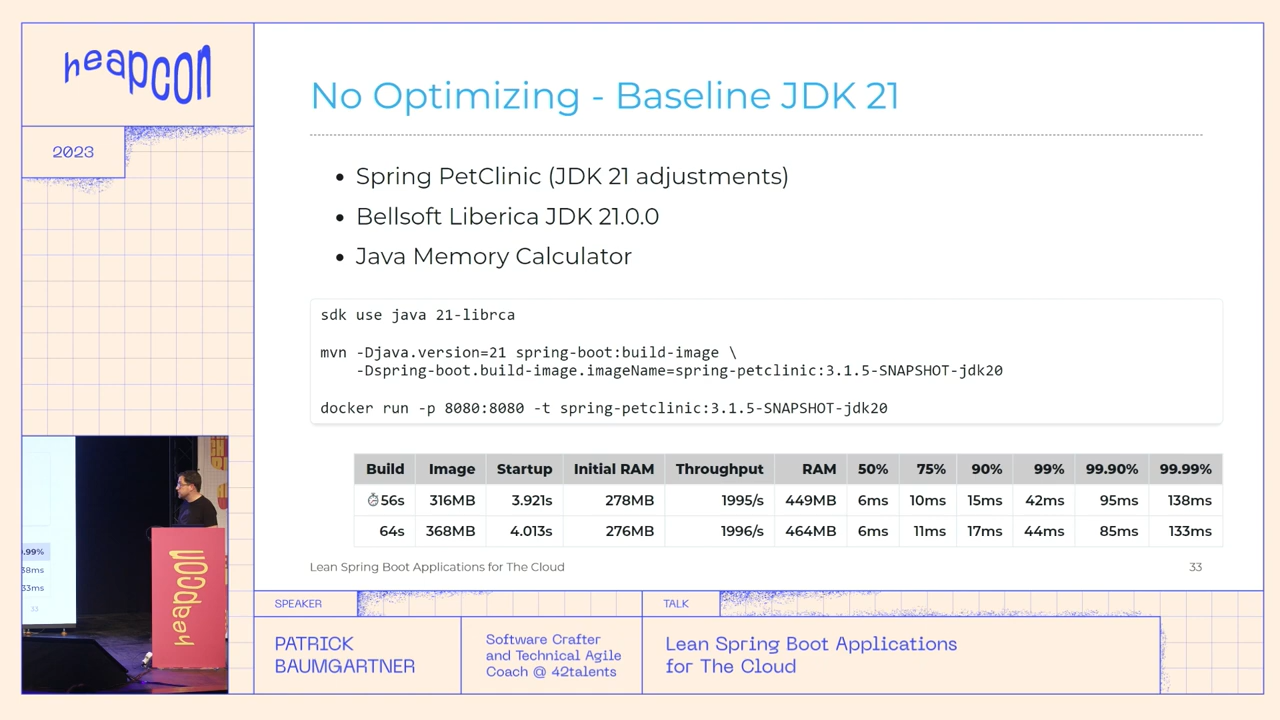 heapcon
2023
No Optimizing - Baseline JDK 21
• Spring PetClinic (JDK 21 adjustments)
• Bellsoft Liberica JDK 21.0.0
• Java Memory Calculator
sdk use java 21-librca
mvn -Djava.version=21 spring-boot:build-image \
-Dspring-boot.build-image.imageName=spring-petclinic:3.1.5-SNAPSHOT-jdk20
docker run -p 8080:8080 -t spring-petclinic:3.1.5-SNAPSHOT-jdk20
Build Image Startup Initial RAM Throughput RAM 50% 75% 90% 99% 99.90% 99.99%
⏱56s 316MB 3.921s 278MB 1995/s 449MB 6ms 10ms 15ms 42ms 95ms 138ms
64s 368MB 4.013s 276MB 1996/s 464MB 6ms 11ms 17ms 44ms 85ms 133ms
Lean Spring Boot Applications for The Cloud 33
.99%
38ms
33ms
33
heapcon
SPEAKER
PATRICK
BAUMGARTNER
Software Crafter
and Technical Agile
Coach @ 42talents
TALK
Lean Spring Boot Applications
for The Cloud